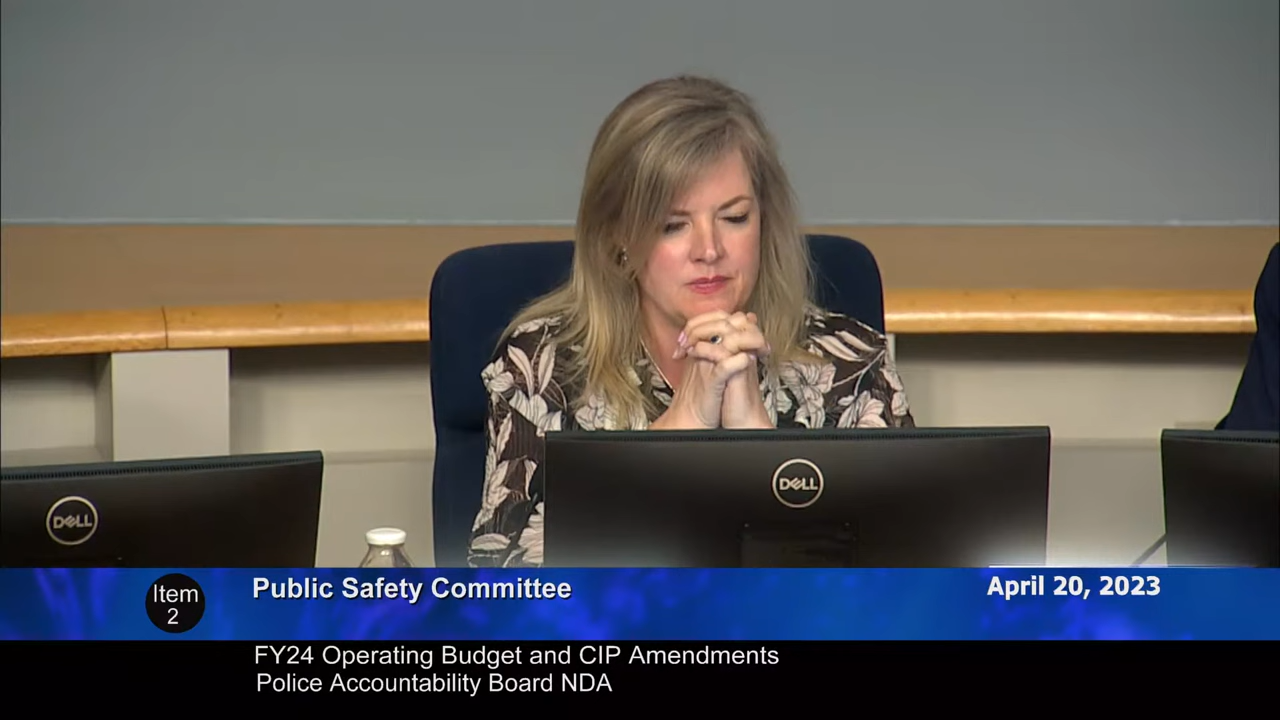 DELL
DELL
Item
2
Public Safety Committee
April 20, 2023
FY24 Operating Budget and CIP Amendments
Police Accountability Board NDA